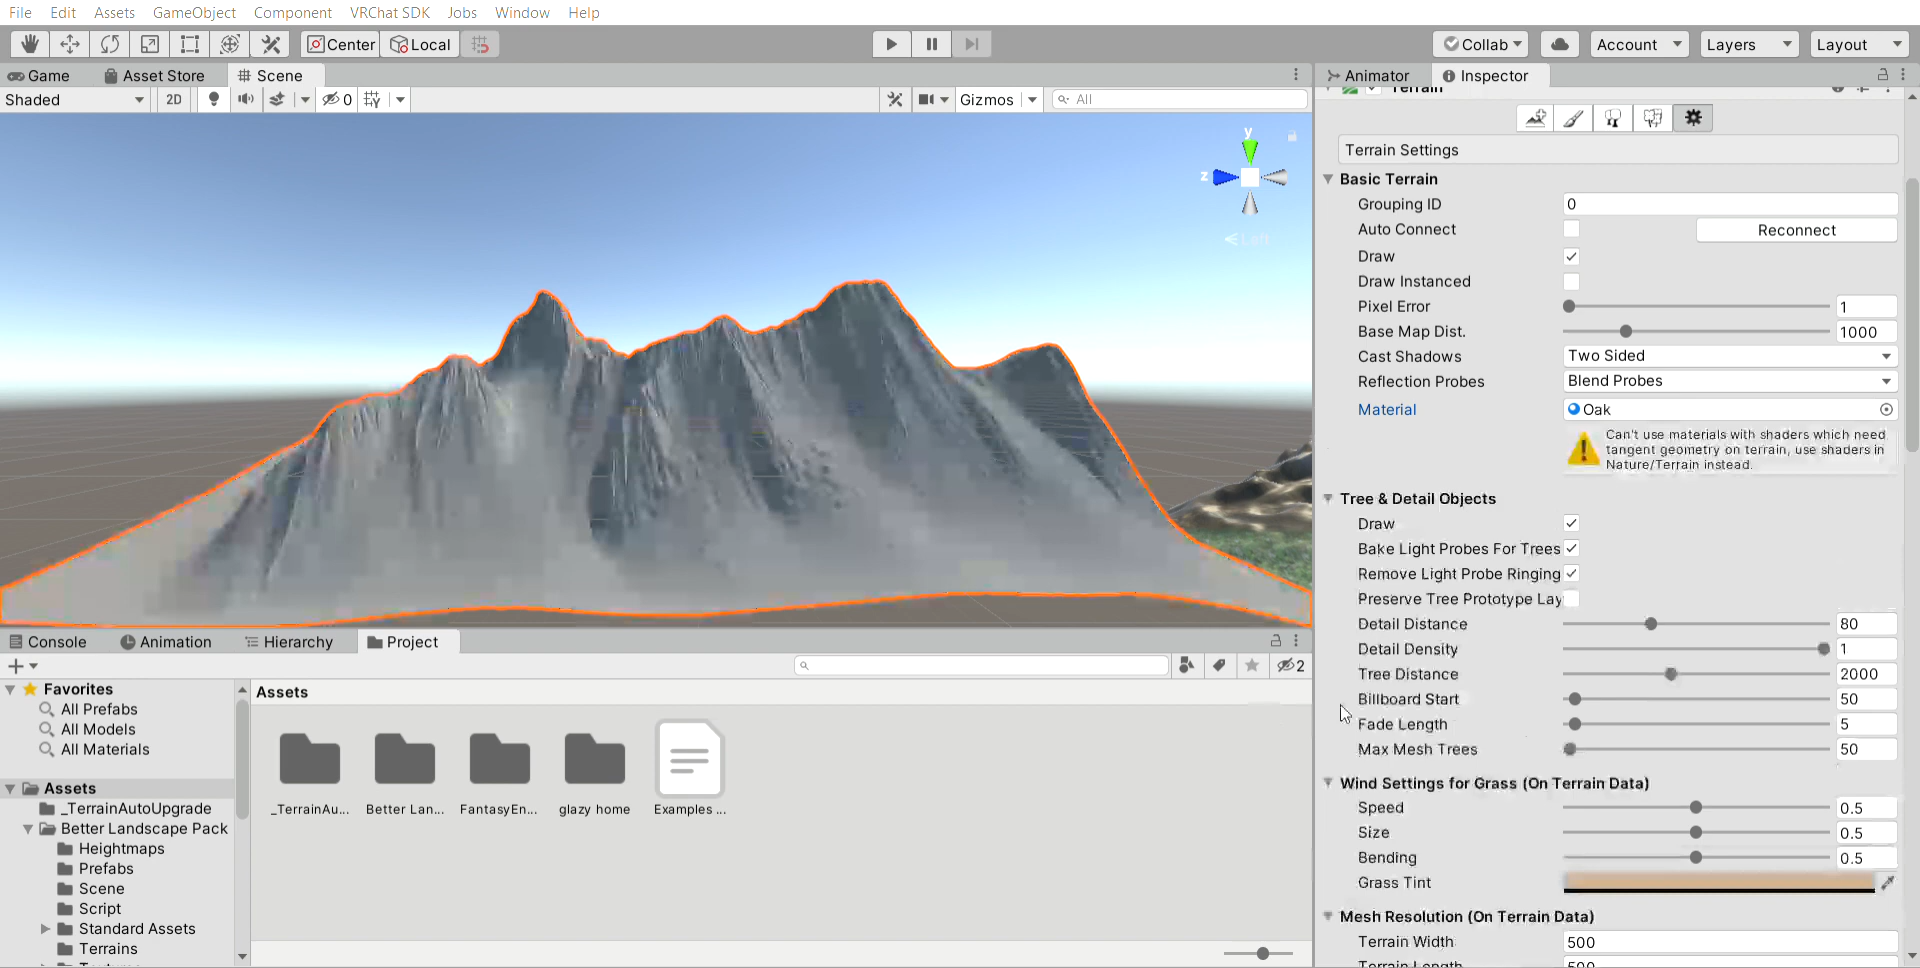 File Edit Assets GameObject Component VRChat SDK Jobs Window Help
Center Local Collab Account Layers Layout
Game Asset Store Scene
Shaded 2D 0 Gizmos All
y
z
Left
Console Animation Hierarchy Project
2
Favorites
All Prefabs
All Models
All Materials
Assets
_TerrainAutoUpgrade
Better Landscape Pack
Heightmaps
Prefabs
Scene
Script
Standard Assets
Terrains
Assets
_TerrainAu... Better Lan... FantasyEn... glazy home Examples ...
Animator Inspector
Terrain
Terrain Settings
Basic Terrain
Grouping ID 0
Auto Connect Reconnect
Draw
Draw Instanced
Pixel Error 1
Base Map Dist. 1000
Cast Shadows Two Sided
Reflection Probes Blend Probes
Material Oak
Can't use materials with shaders which need
tangent geometry on terrain, use shaders in
Nature/Terrain instead.
Tree & Detail Objects
Draw
Bake Light Probes For Trees
Remove Light Probe Ringing
Preserve Tree Prototype Lay
Detail Distance 80
Detail Density 1
Tree Distance 2000
Billboard Start 50
Fade Length 5
Max Mesh Trees 50
Wind Settings for Grass (On Terrain Data)
Speed 0.5
Size 0.5
Bending 0.5
Grass Tint
Mesh Resolution (On Terrain Data)
Terrain Width 500
Terrain Length 500